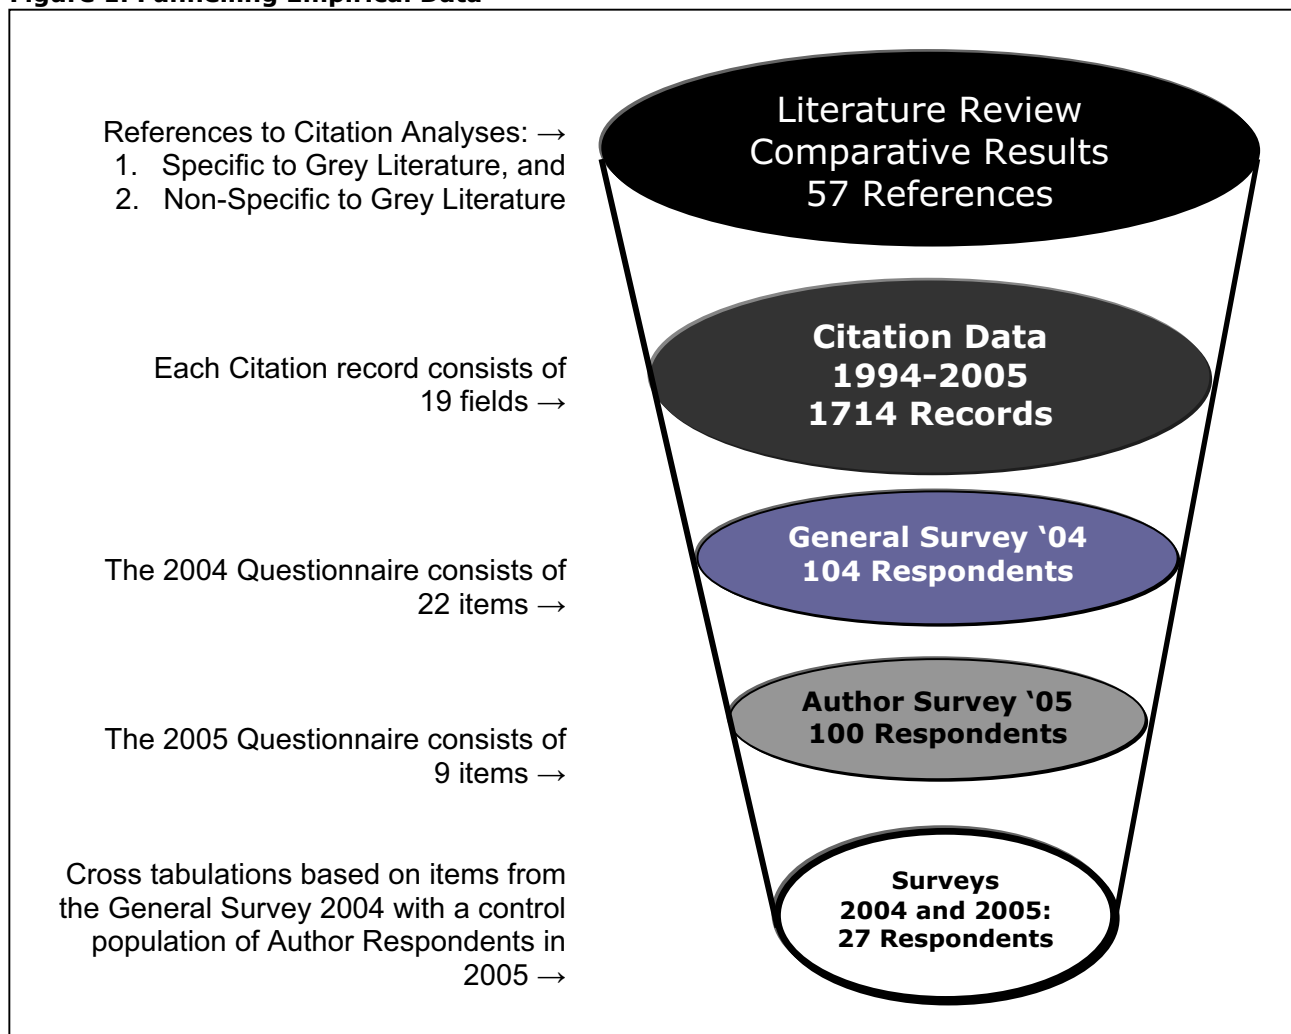 References to Citation Analyses: →
1. Specific to Grey Literature, and
2. Non-Specific to Grey Literature
Literature Review
Comparative Results
57 References
Each Citation record consists of
19 fields →
Citation Data
1994-2005
1714 Records
The 2004 Questionnaire consists of
22 items →
General Survey ‘04
104 Respondents
The 2005 Questionnaire consists of
9 items →
Author Survey ‘05
100 Respondents
Cross tabulations based on items from
the General Survey 2004 with a control
population of Author Respondents in
2005 →
Surveys
2004 and 2005:
27 Respondents